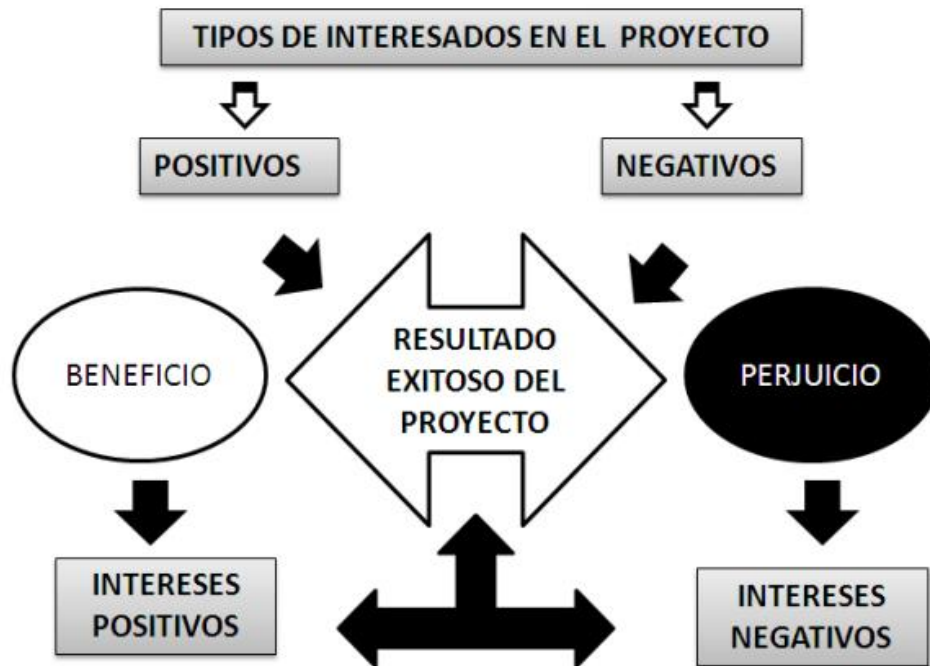 TIPOS DE INTERESADOS EN EL PROYECTO
POSITIVOS
NEGATIVOS
BENEFICIO
RESULTADO
EXITOSO DEL
PROYECTO
PERJUICIO
INTERESES
POSITIVOS
INTERESES
NEGATIVOS